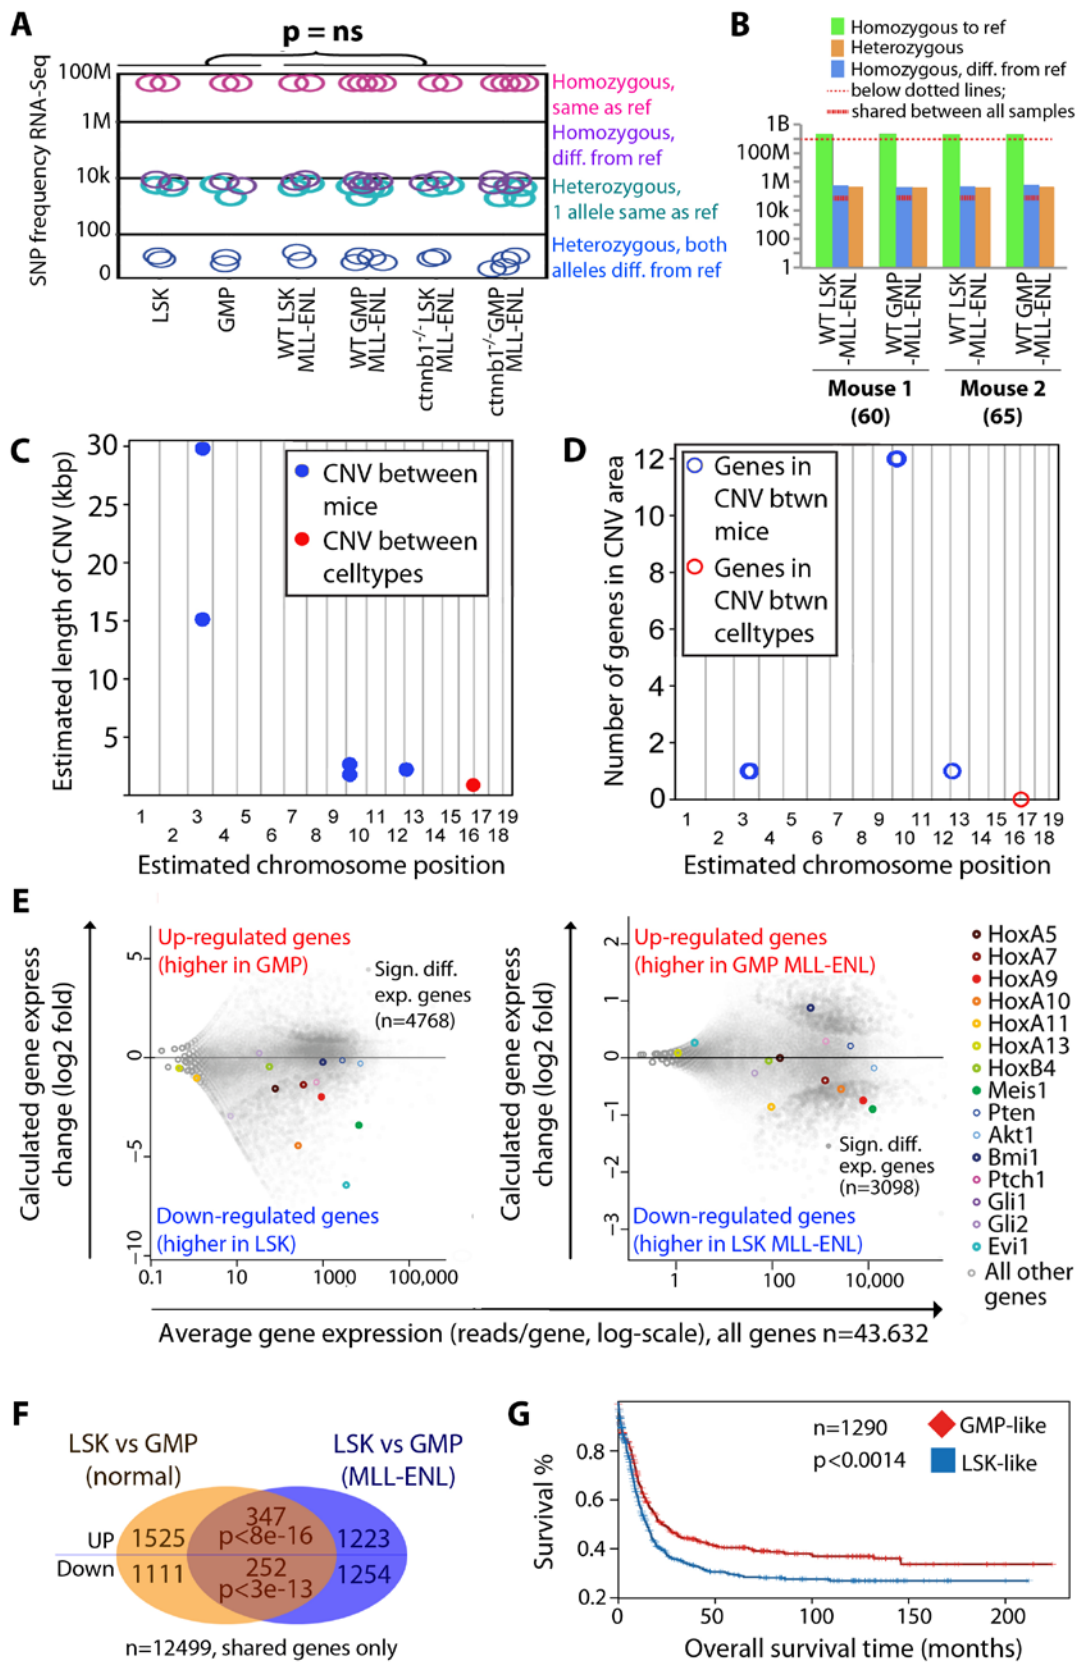 A
p = ns
SNP frequency RNA-Seq
100M
1M
10k
100
0
Homozygous,
same as ref
Homozygous,
diff. from ref
Heterozygous,
1 allele same as ref
Heterozygous, both
alleles diff. from ref
LSK
GMP
WT LSK
MLL-ENL
WT GMP
MLL-ENL
ctnnb1-/- LSK
MLL-ENL
ctnnb1-/-GMP
MLL-ENL
B
Homozygous to ref
Heterozygous
Homozygous, diff. from ref
below dotted lines;
shared between all samples
1B
100M
1M
10k
100
1
WT LSK
-MLL-ENL
WT GMP
-MLL-ENL
WT LSK
-MLL-ENL
WT GMP
-MLL-ENL
Mouse 1
(60)
Mouse 2
(65)
C
Estimated length of CNV (kbp)
30
25
20
15
10
5
CNV between
mice
CNV between
celltypes
1 3 5 7 9 11 13 15 17 19
2 4 6 8 10 12 14 16 18
Estimated chromosome position
D
Number of genes in CNV area
12
10
8
6
4
2
0
Genes in
CNV btwn
mice
Genes in
CNV btwn
celltypes
1 3 5 7 9 11 13 15 17 19
2 4 6 8 10 12 14 16 18
Estimated chromosome position
E
Calculated gene express
change (log2 fold)
5
0
-5
-10
Up-regulated genes
(higher in GMP)
Sign. diff.
exp. genes
(n=4768)
Down-regulated genes
(higher in LSK)
0.1 10 1000 100,000
Calculated gene express
change (log2 fold)
2
1
0
-1
-2
-3
Up-regulated genes
(higher in GMP MLL-ENL)
Sign. diff.
exp. genes
(n=3098)
Down-regulated genes
(higher in LSK MLL-ENL)
1 100 10,000
HoxA5
HoxA7
HoxA9
HoxA10
HoxA11
HoxA13
HoxB4
Meis1
Pten
Akt1
Bmi1
Ptch1
Gli1
Gli2
Evi1
All other
genes
Average gene expression (reads/gene, log-scale), all genes n=43.632
F
LSK vs GMP
(normal)
LSK vs GMP
(MLL-ENL)
UP 1525 347 1223
p<8e-16
Down 1111 252 1254
p<3e-13
n=12499, shared genes only
G
Survival %
0.8
0.6
0.4
0.2
n=1290
p<0.0014
GMP-like
LSK-like
0 50 100 150 200
Overall survival time (months)